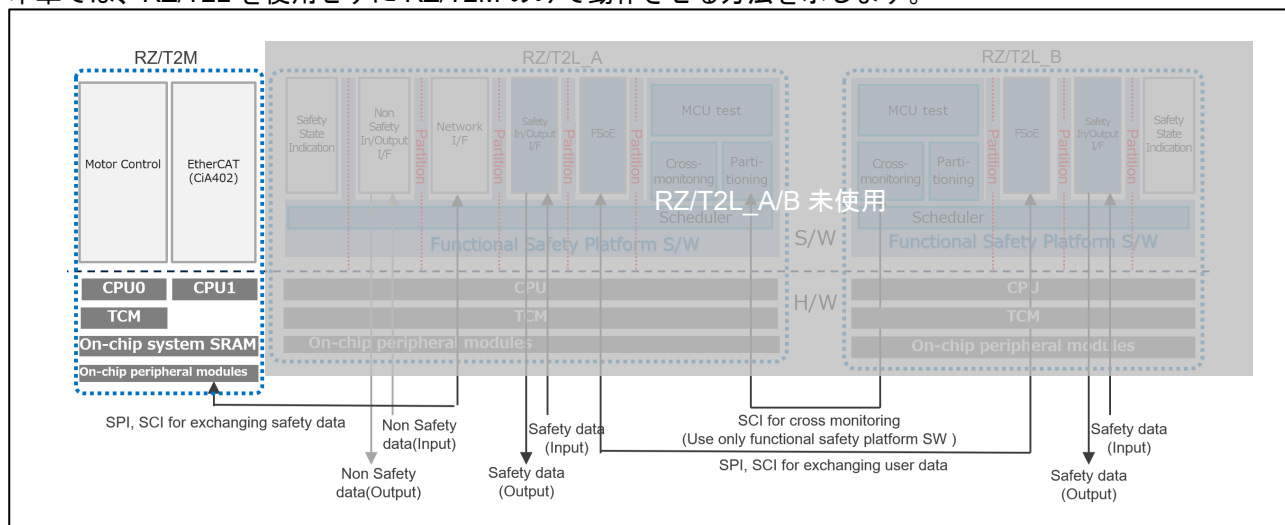 本章では、RZ/T2L を使用せずに RZ/T2M のみで動作させる方法を示します。
RZ/T2M
RZ/T2L_A
RZ/T2L_B
Motor Control
EtherCAT
(CiA402)
Safety
State
Indication
Partition
Non
Safety
In/Output
I/F
Partition
Network
I/F
Partition
Safety
In/Output
I/F
Partition
FSoE
Partition
MCU test
Cross-
monitoring
Parti-
tioning
Scheduler
Functional Safety Platform S/W
RZ/T2L_A/B 未使用
S/W
H/W
MCU test
Cross-
monitoring
Parti-
tioning
Partition
FSoE
Partition
Safety
In/Output
I/F
Partition
Safety
State
Indication
Scheduler
Functional Safety Platform S/W
CPU0
CPU1
TCM
On-chip system SRAM
On-chip peripheral modules
CPU
TCM
On-chip peripheral modules
CPU
TCM
On-chip peripheral modules
SPI, SCI for exchanging safety data
Non Safety
data(Input)
Non Safety
data(Output)
Safety data
(Input)
Safety data
(Output)
SCI for cross monitoring
(Use only functional safety platform SW )
SPI, SCI for exchanging user data
Safety data
(Input)
Safety data
(Output)